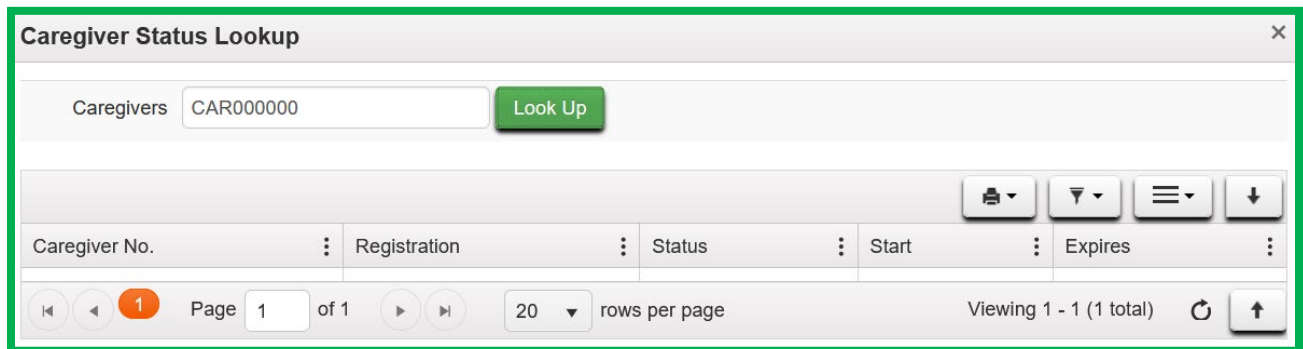 Caregiver Status Lookup ×
Caregivers CAR000000 Look Up
Caregiver No. Registration Status Start Expires
1 Page 1 of 1 20 rows per page Viewing 1 - 1 (1 total)